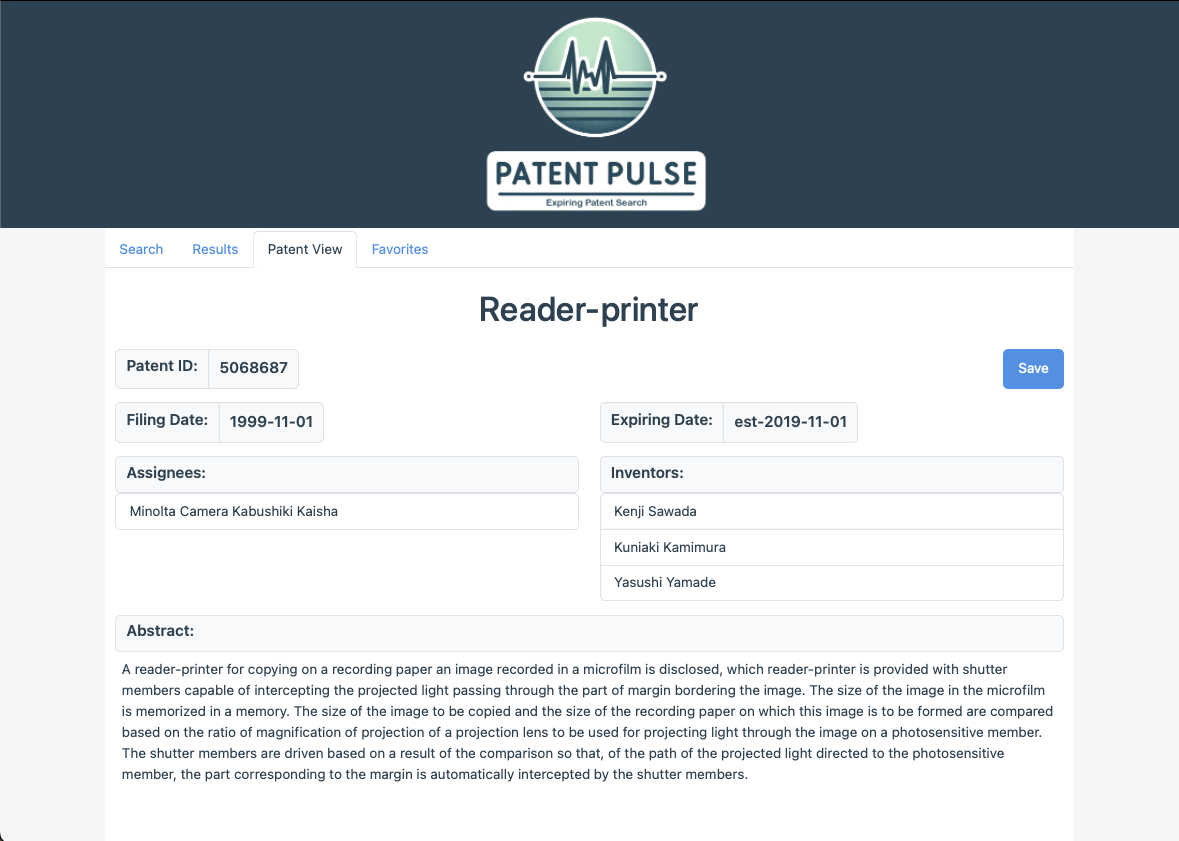 PATENT PULSE
Expiring Patent Search
Search Results Patent View Favorites
Reader-printer
Patent ID: 5068687 Save
Filing Date: 1999-11-01 Expiring Date: est-2019-11-01
Assignees: Inventors:
Minolta Camera Kabushiki Kaisha Kenji Sawada
Kuniaki Kamimura
Yasushi Yamade
Abstract:
A reader-printer for copying on a recording paper an image recorded in a microfilm is disclosed, which reader-printer is provided with shutter
members capable of intercepting the projected light passing through the part of margin bordering the image. The size of the image in the microfilm
is memorized in a memory. The size of the image to be copied and the size of the recording paper on which this image is to be formed are compared
based on the ratio of magnification of projection of a projection lens to be used for projecting light through the image on a photosensitive member.
The shutter members are driven based on a result of the comparison so that, of the path of the projected light directed to the photosensitive
member, the part corresponding to the margin is automatically intercepted by the shutter members.